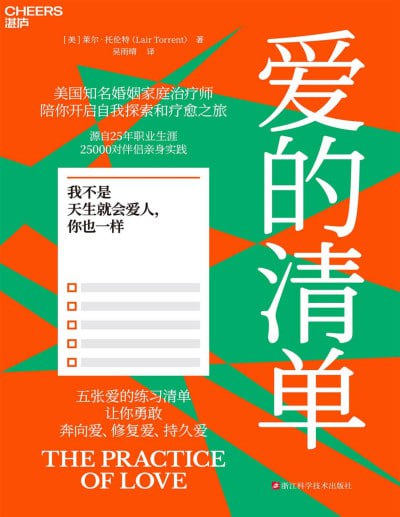 CHEERS
湛庐
[美]莱尔·托伦特(Lair Torrent) 著
吴雨晴 译
美国知名婚姻家庭治疗师
陪你开启自我探索和疗愈之旅
源自25年职业生涯
25000对伴侣亲身实践
爱的清单
我不是
天生就会爱人,
你也一样
五张爱的练习清单
让你勇敢
奔向爱、修复爱、持久爱
THE PRACTICE
OF LOVE
浙江科学技术出版社